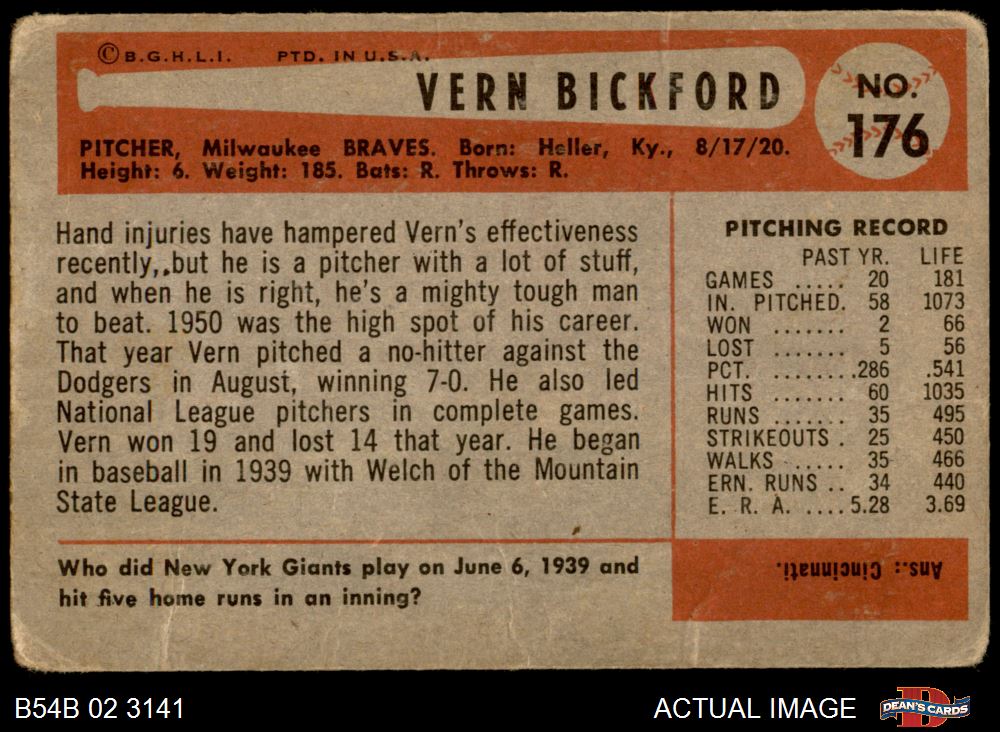 ©B.G.H.L.I. PTD. IN U.S.A.
VERN BICKFORD
NO.
176
PITCHER, Milwaukee BRAVES. Born: Heller, Ky., 8/17/20.
Height: 6. Weight: 185. Bats: R. Throws: R.
Hand injuries have hampered Vern's effectiveness
recently, but he is a pitcher with a lot of stuff,
and when he is right, he's a mighty tough man
to beat. 1950 was the high spot of his career.
That year Vern pitched a no-hitter against the
Dodgers in August, winning 7-0. He also led
National League pitchers in complete games.
Vern won 19 and lost 14 that year. He began
in baseball in 1939 with Welch of the Mountain
State League.
PITCHING RECORD
PAST YR. LIFE
GAMES ..... 20 181
IN. PITCHED. 58 1073
WON ....... 2 66
LOST ....... 5 56
PCT. ........ .286 .541
HITS ....... 60 1035
RUNS ...... 35 495
STRIKEOUTS . 25 450
WALKS ..... 35 466
ERN. RUNS .. 34 440
E. R. A. .... 5.28 3.69
Who did New York Giants play on June 6, 1939 and
hit five home runs in an inning?
Ans.: Cincinnati.
B54B 02 3141
ACTUAL IMAGE
D
DEAN'S CARDS